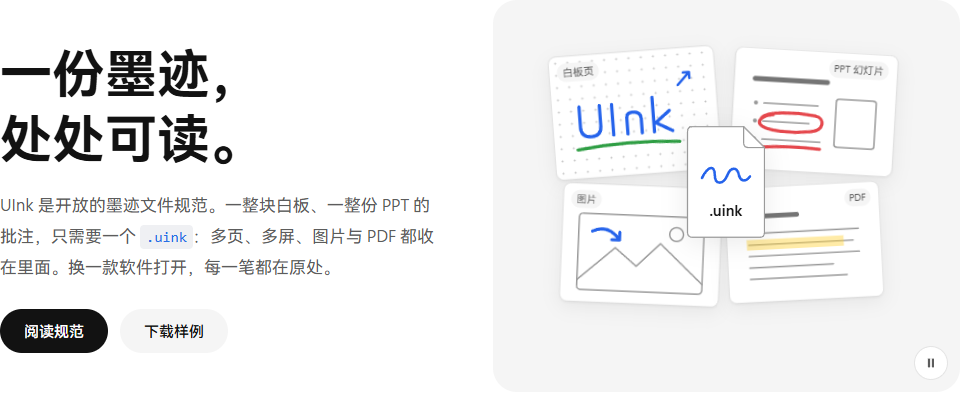 一份墨迹，
处处可读。
UInk 是开放的墨迹文件规范。一整块白板、一整份 PPT 的
批注，只需要一个 .uink：多页、多屏、图片与 PDF 都收
在里面。换一款软件打开，每一笔都在原处。
阅读规范
下载样例
白板页
UInk
PPT 幻灯片
.uink
图片
PDF